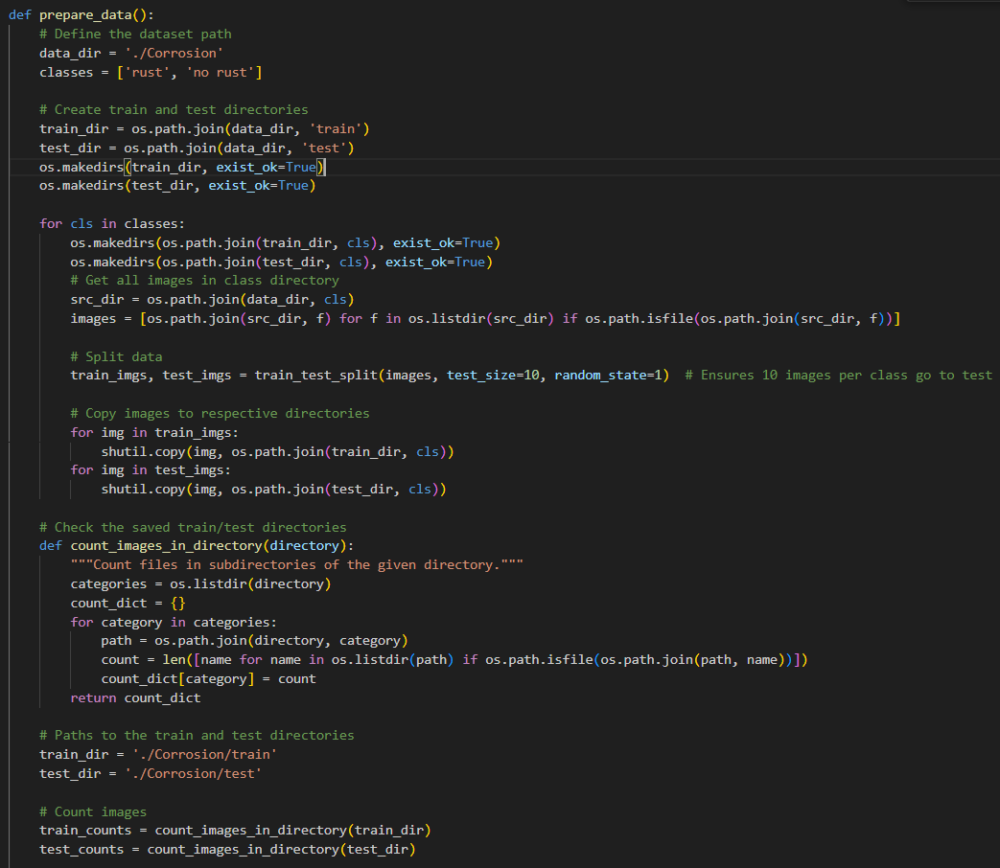 def prepare_data():
    # Define the dataset path
    data_dir = './Corrosion'
    classes = ['rust', 'no rust']

    # Create train and test directories
    train_dir = os.path.join(data_dir, 'train')
    test_dir = os.path.join(data_dir, 'test')
    os.makedirs(train_dir, exist_ok=True)
    os.makedirs(test_dir, exist_ok=True)

    for cls in classes:
        os.makedirs(os.path.join(train_dir, cls), exist_ok=True)
        os.makedirs(os.path.join(test_dir, cls), exist_ok=True)
        # Get all images in class directory
        src_dir = os.path.join(data_dir, cls)
        images = [os.path.join(src_dir, f) for f in os.listdir(src_dir) if os.path.isfile(os.path.join(src_dir, f))]

        # Split data
        train_imgs, test_imgs = train_test_split(images, test_size=10, random_state=1)  # Ensures 10 images per class go to test

        # Copy images to respective directories
        for img in train_imgs:
            shutil.copy(img, os.path.join(train_dir, cls))
        for img in test_imgs:
            shutil.copy(img, os.path.join(test_dir, cls))

    # Check the saved train/test directories
    def count_images_in_directory(directory):
        """Count files in subdirectories of the given directory."""
        categories = os.listdir(directory)
        count_dict = {}
        for category in categories:
            path = os.path.join(directory, category)
            count = len([name for name in os.listdir(path) if os.path.isfile(os.path.join(path, name))])
            count_dict[category] = count
        return count_dict

    # Paths to the train and test directories
    train_dir = './Corrosion/train'
    test_dir = './Corrosion/test'

    # Count images
    train_counts = count_images_in_directory(train_dir)
    test_counts = count_images_in_directory(test_dir)